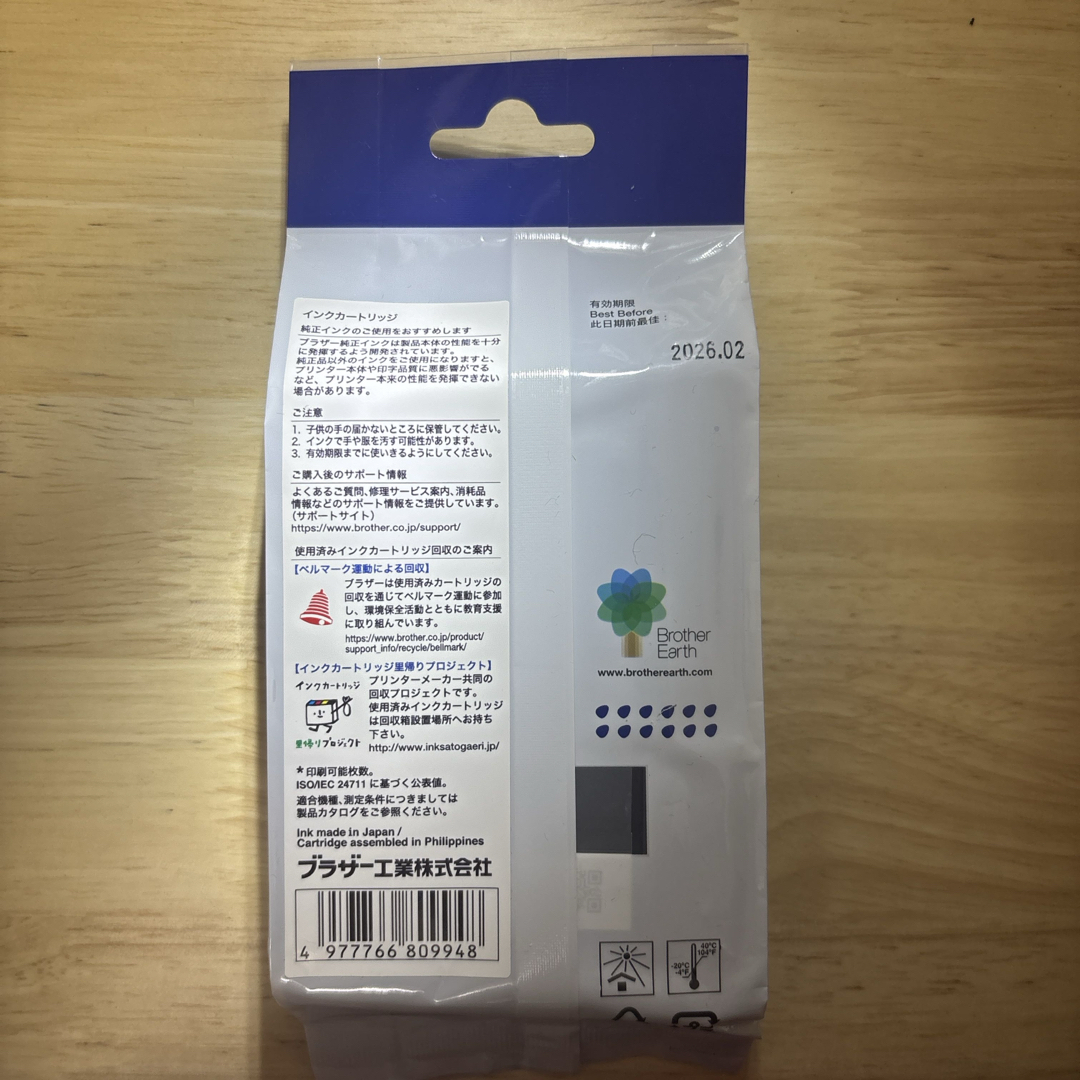 インクカートリッジ
純正インクのご使用をおすすめします
ブラザー純正インクは製品本体の性能を十分
に発揮するよう開発されています。
純正品以外のインクをご使用になりますと、
プリンター本体や印字品質に悪影響がでる
など、プリンター本来の性能を発揮できない
場合があります。
ご注意
1. 子供の手の届かないところに保管してください。
2. インクで手や服を汚す可能性があります。
3. 有効期限までに使いきるようにしてください。
ご購入後のサポート情報
よくあるご質問、修理サービス案内、消耗品
情報などのサポート情報をご提供しています。
（サポートサイト）
https://www.brother.co.jp/support/
使用済みインクカートリッジ回収のご案内
【ベルマーク運動による回収】
ブラザーは使用済みカートリッジの
回収を通じてベルマーク運動に参加
し、環境保全活動とともに教育支援
に取り組んでいます。
https://www.brother.co.jp/product/
support_info/recycle/bellmark/
【インクカートリッジ里帰りプロジェクト】
インクカートリッジ
里帰りプロジェクト
プリンターメーカー共同の
回収プロジェクトです。
使用済みインクカートリッジ
は回収箱設置場所へお持ち
下さい。
http://www.inksatogaeri.jp/
*印刷可能枚数。
ISO/IEC 24711 に基づく公表値。
適合機種、測定条件につきましては
製品カタログをご参照ください。
Ink made in Japan /
Cartridge assembled in Philippines
ブラザー工業株式会社
4 977766 809948
有効期限
Best Before
此日期前最佳：
2026.02
Brother
Earth
www.brotherearth.com
40°C
104°F
-20°C
-4°F